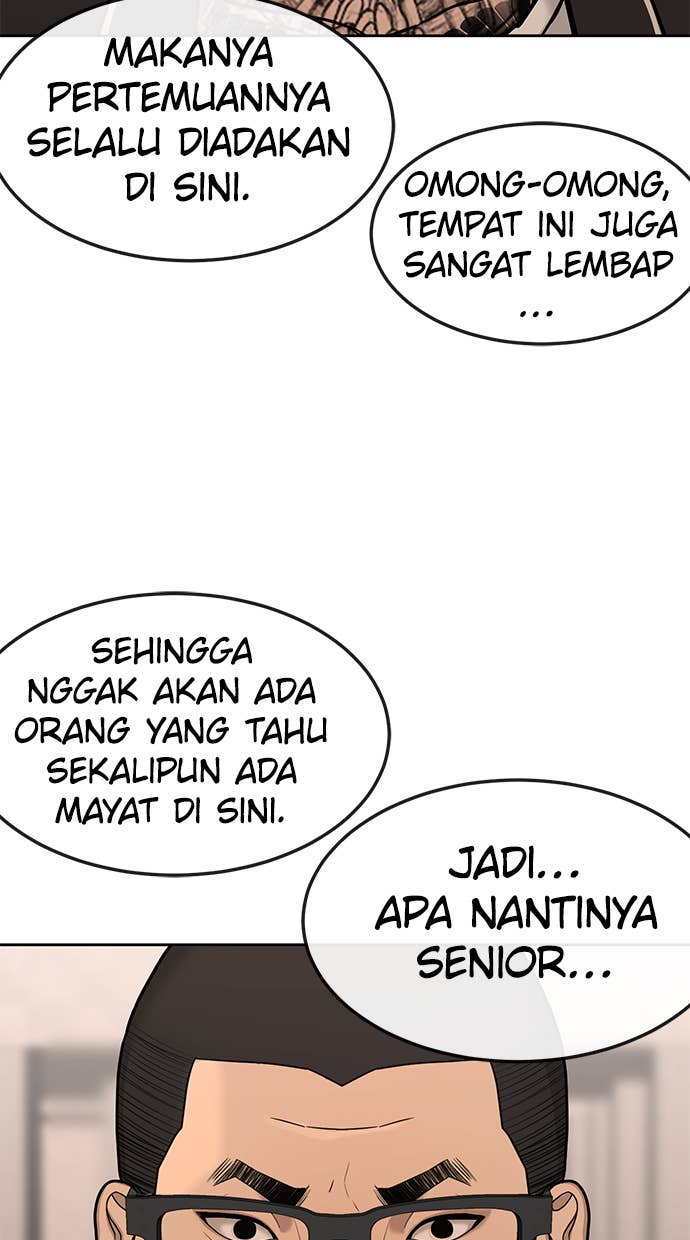 MAKANYA
PERTEMUANNYA
SELALU DIADAKAN
DI SINI.
OMONG-OMONG,
TEMPAT INI JUGA
SANGAT LEMBAP
...
SEHINGGA
NGGAK AKAN ADA
ORANG YANG TAHU
SEKALIPUN ADA
MAYAT DI SINI.
JADI...
APA NANTINYA
SENIOR...